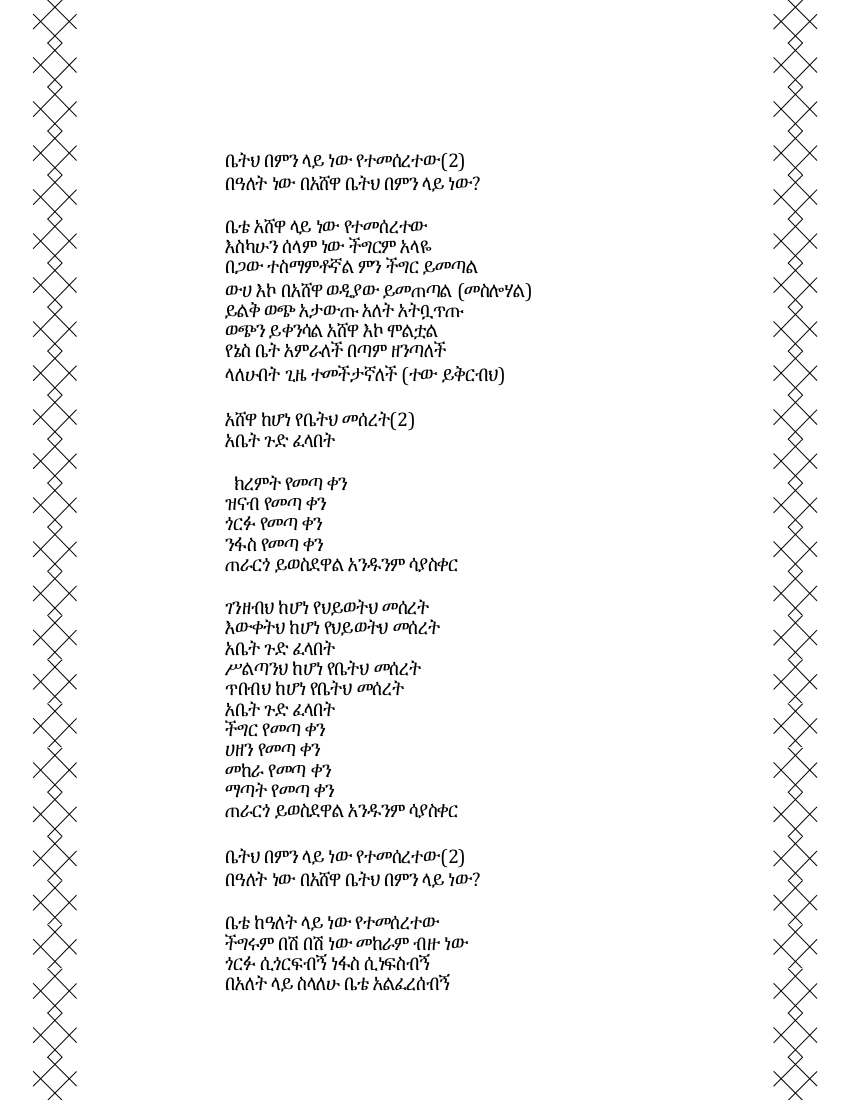 ቤትህ በምን ላይ ነው የተመሰረተው(2)
በዓለት ነው በአሸዋ ቤትህ በምን ላይ ነው?
ቤቴ አሸዋ ላይ ነው የተመሰረተው
እስካሁን ሰላም ነው ችግርም አላዬ
በጋው ተስማምቶኛል ምን ችግር ይመጣል
ውሀ እኮ በአሸዋ ወዲያው ይመጠጣል (መስሎሃል)
ይልቅ ወጭ አታውጡ አለት አትቧጥጡ
ወጭን ይቀንሳል አሸዋ እኮ ሞልቷል
የኔስ ቤት አምራለች በጣም ዘንጣለች
ላለሁበት ጊዜ ተመችታኛለች (ተው ይቅርብህ)
አሸዋ ከሆነ የቤትህ መሰረት(2)
አቤት ጉድ ፈላበት
ክረምት የመጣ ቀን
ዝናብ የመጣ ቀን
ጎርፉ የመጣ ቀን
ንፋስ የመጣ ቀን
ጠራርጎ ይወስደዋል አንዱንም ሳያስቀር
ገንዘብህ ከሆነ የህይወትህ መሰረት
እውቀትህ ከሆነ የህይወትህ መሰረት
አቤት ጉድ ፈላበት
ሥልጣንህ ከሆነ የቤትህ መሰረት
ጥበብህ ከሆነ የቤትህ መሰረት
አቤት ጉድ ፈላበት
ችግር የመጣ ቀን
ሀዘን የመጣ ቀን
መከራ የመጣ ቀን
ማጣት የመጣ ቀን
ጠራርጎ ይወስደዋል አንዱንም ሳያስቀር
ቤትህ በምን ላይ ነው የተመሰረተው(2)
በዓለት ነው በአሸዋ ቤትህ በምን ላይ ነው?
ቤቴ ከዓለት ላይ ነው የተመሰረተው
ችግሩም በሽ በሽ ነው መከራም ብዙ ነው
ጎርፉ ሲጎርፍብኝ ነፋስ ሲነፍስብኝ
በአለት ላይ ስላለሁ ቤቴ አልፈረሰብኝ